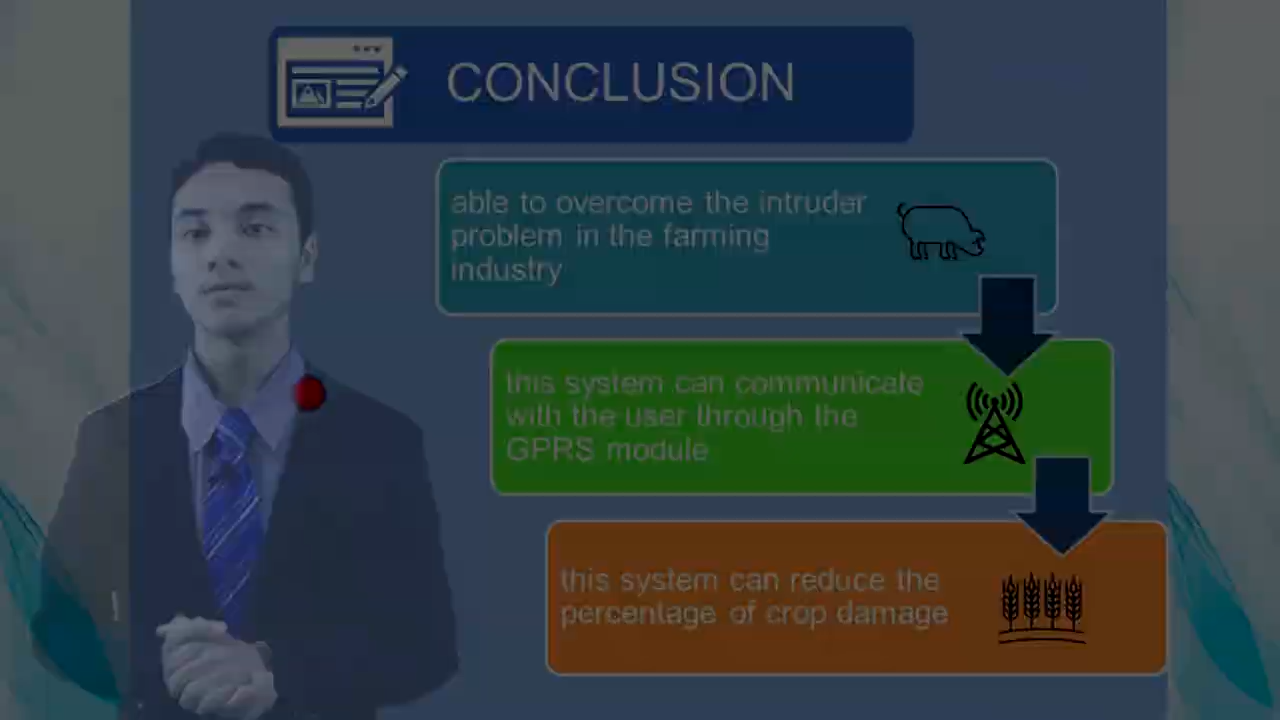 CONCLUSION
able to overcome the intruder
problem in the farming
industry
this system can communicate
with the user through the
GPRS module
this system can reduce the
percentage of crop damage